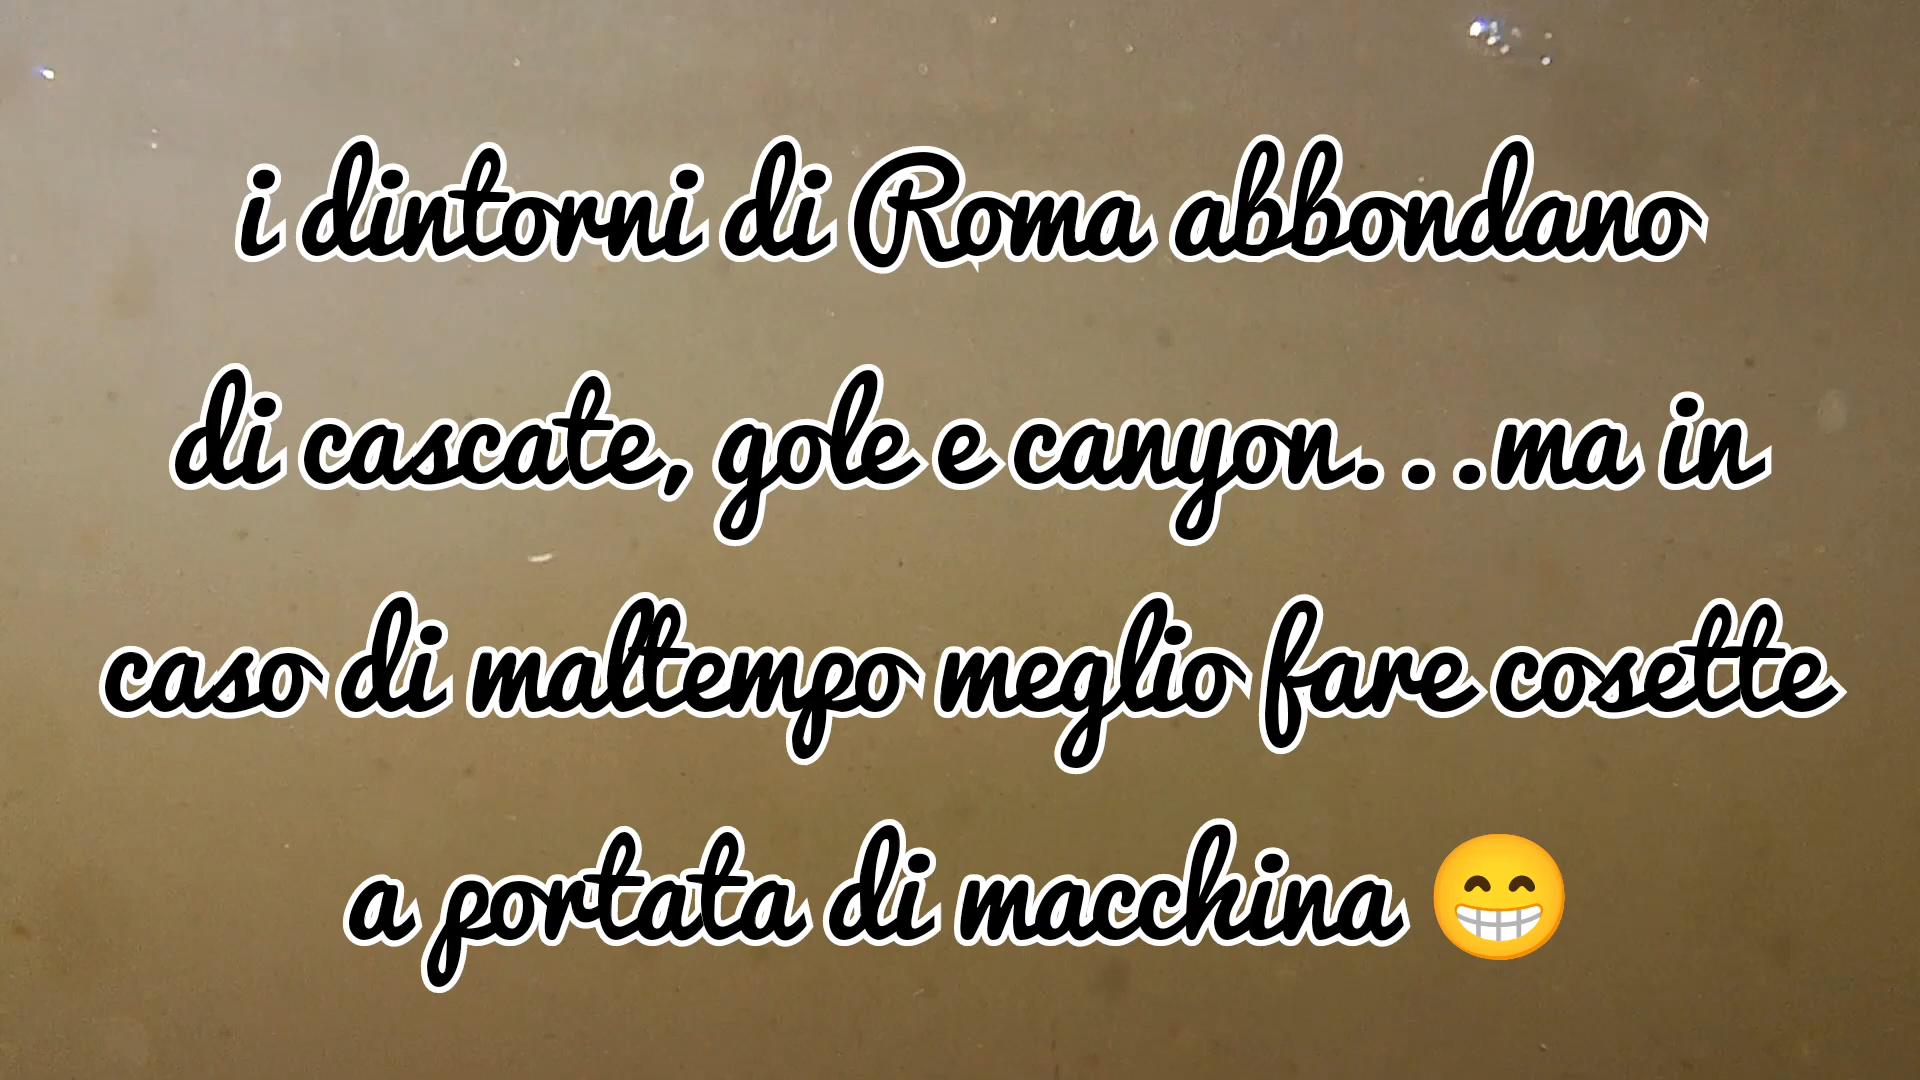 i dintorni di Roma abbondano
di cascate, gole e canyon...ma in
caso di maltempo meglio fare cosette
a portata di macchina 😁